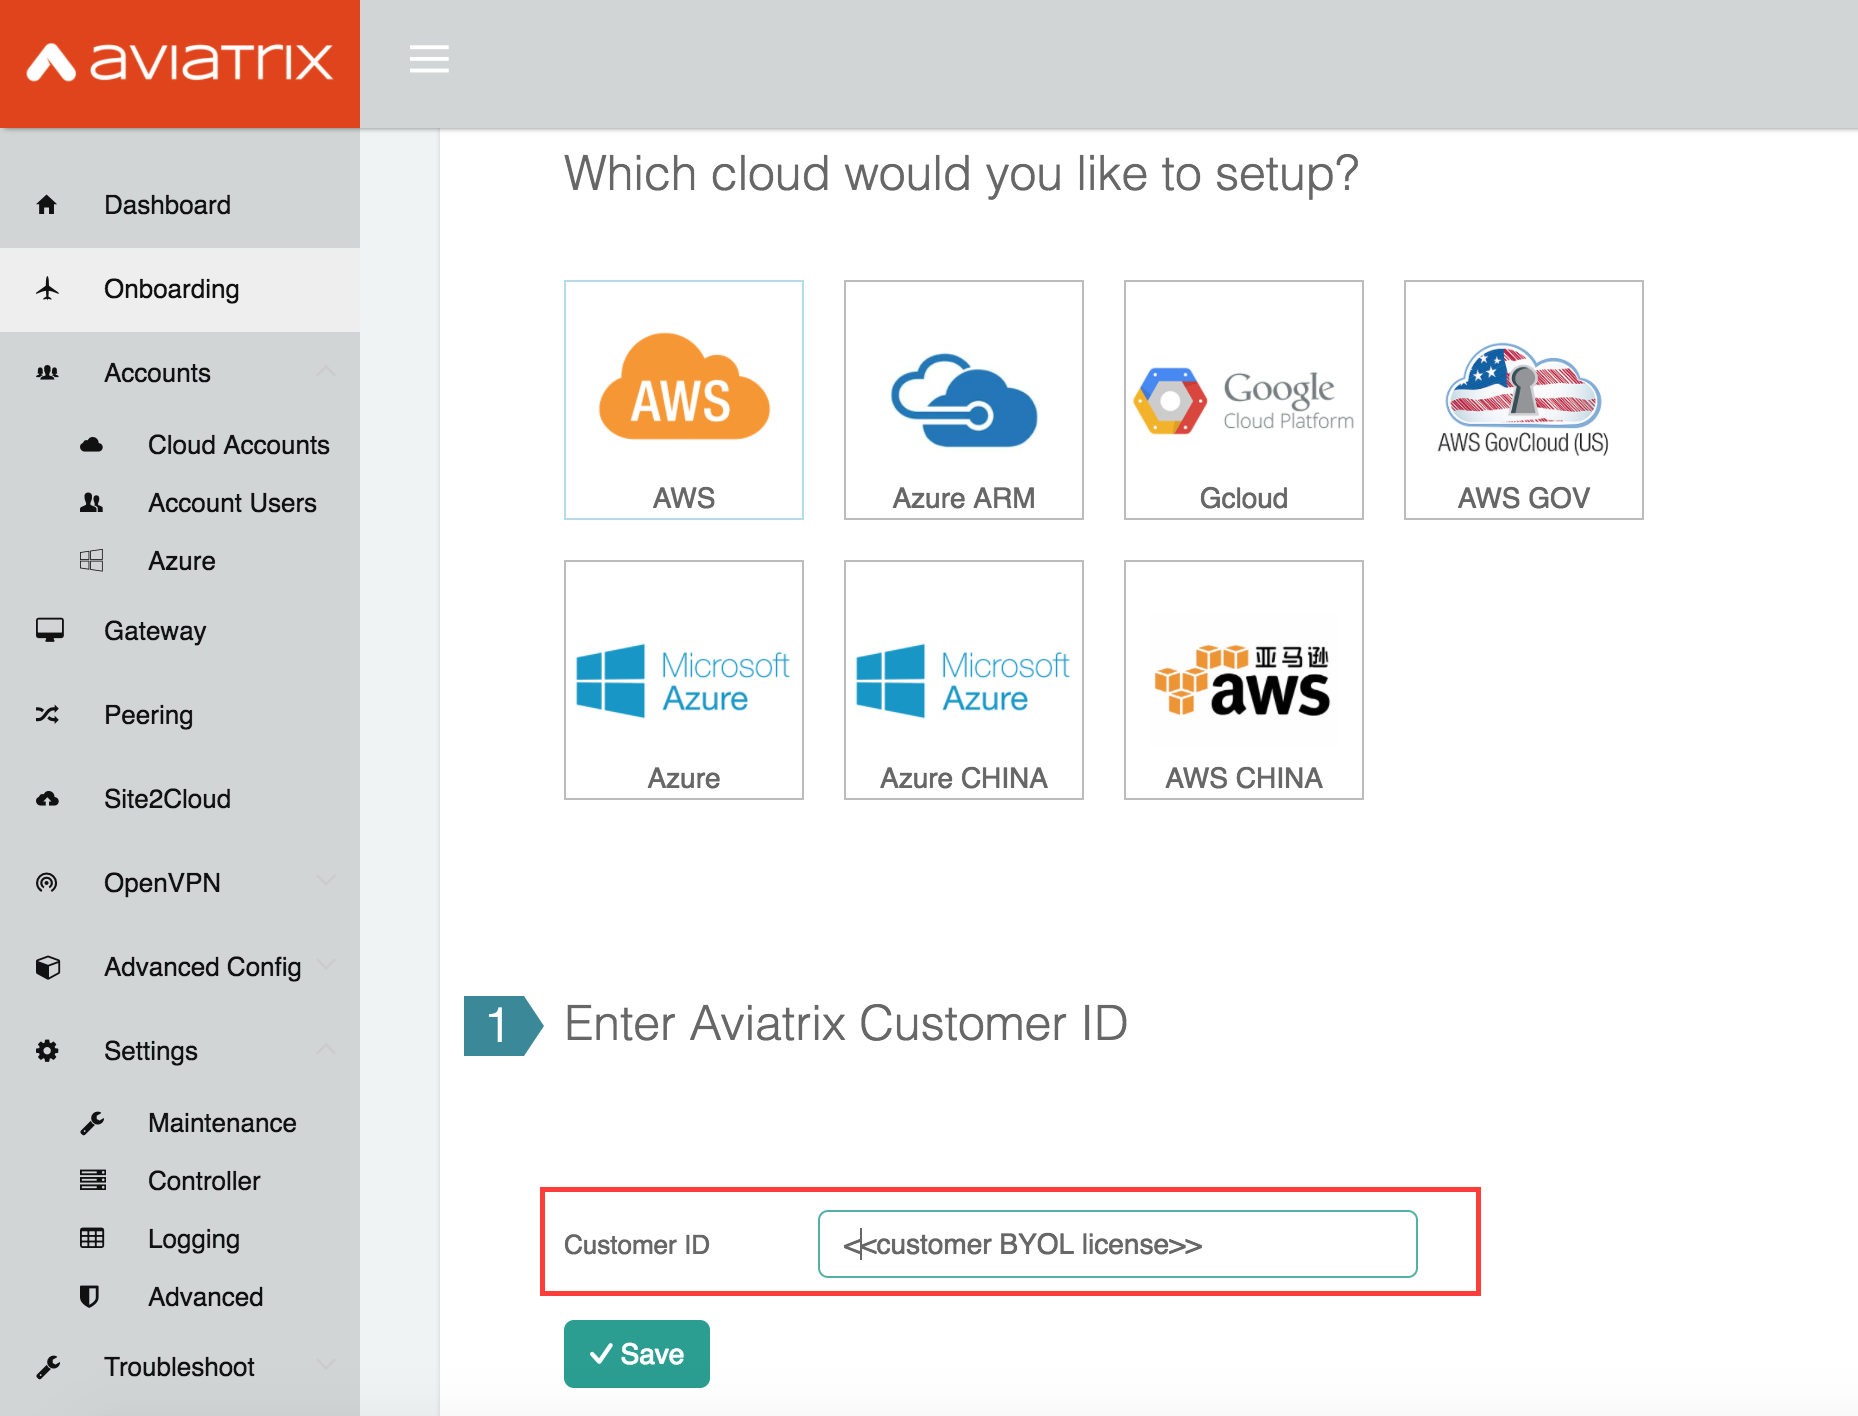 aviatrix
Which cloud would you like to setup?
Dashboard
Onboarding
Accounts
Cloud Accounts
Account Users
Azure
Gateway
Peering
Site2Cloud
OpenVPN
Advanced Config
Settings
Maintenance
Controller
Logging
Advanced
Troubleshoot
AWS
AWS
Azure ARM
Google
Cloud Platform
Gcloud
AWS GovCloud (US)
AWS GOV
Microsoft
Azure
Azure
Microsoft
Azure
Azure CHINA
亚马逊
aws
AWS CHINA
1 Enter Aviatrix Customer ID
Customer ID <<customer BYOL license>>
Save